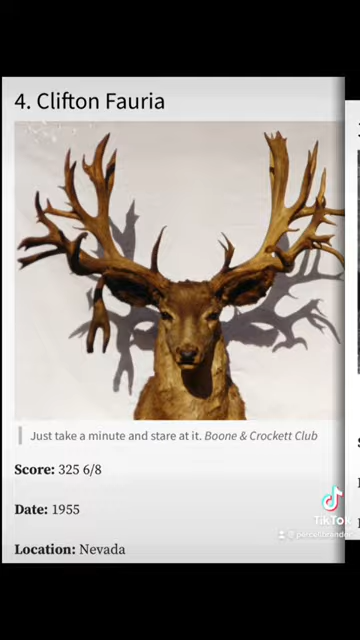 4. Clifton Fauria
Just take a minute and stare at it. Boone & Crockett Club
Score: 325 6/8
Date: 1955
Location: Nevada
TikTok